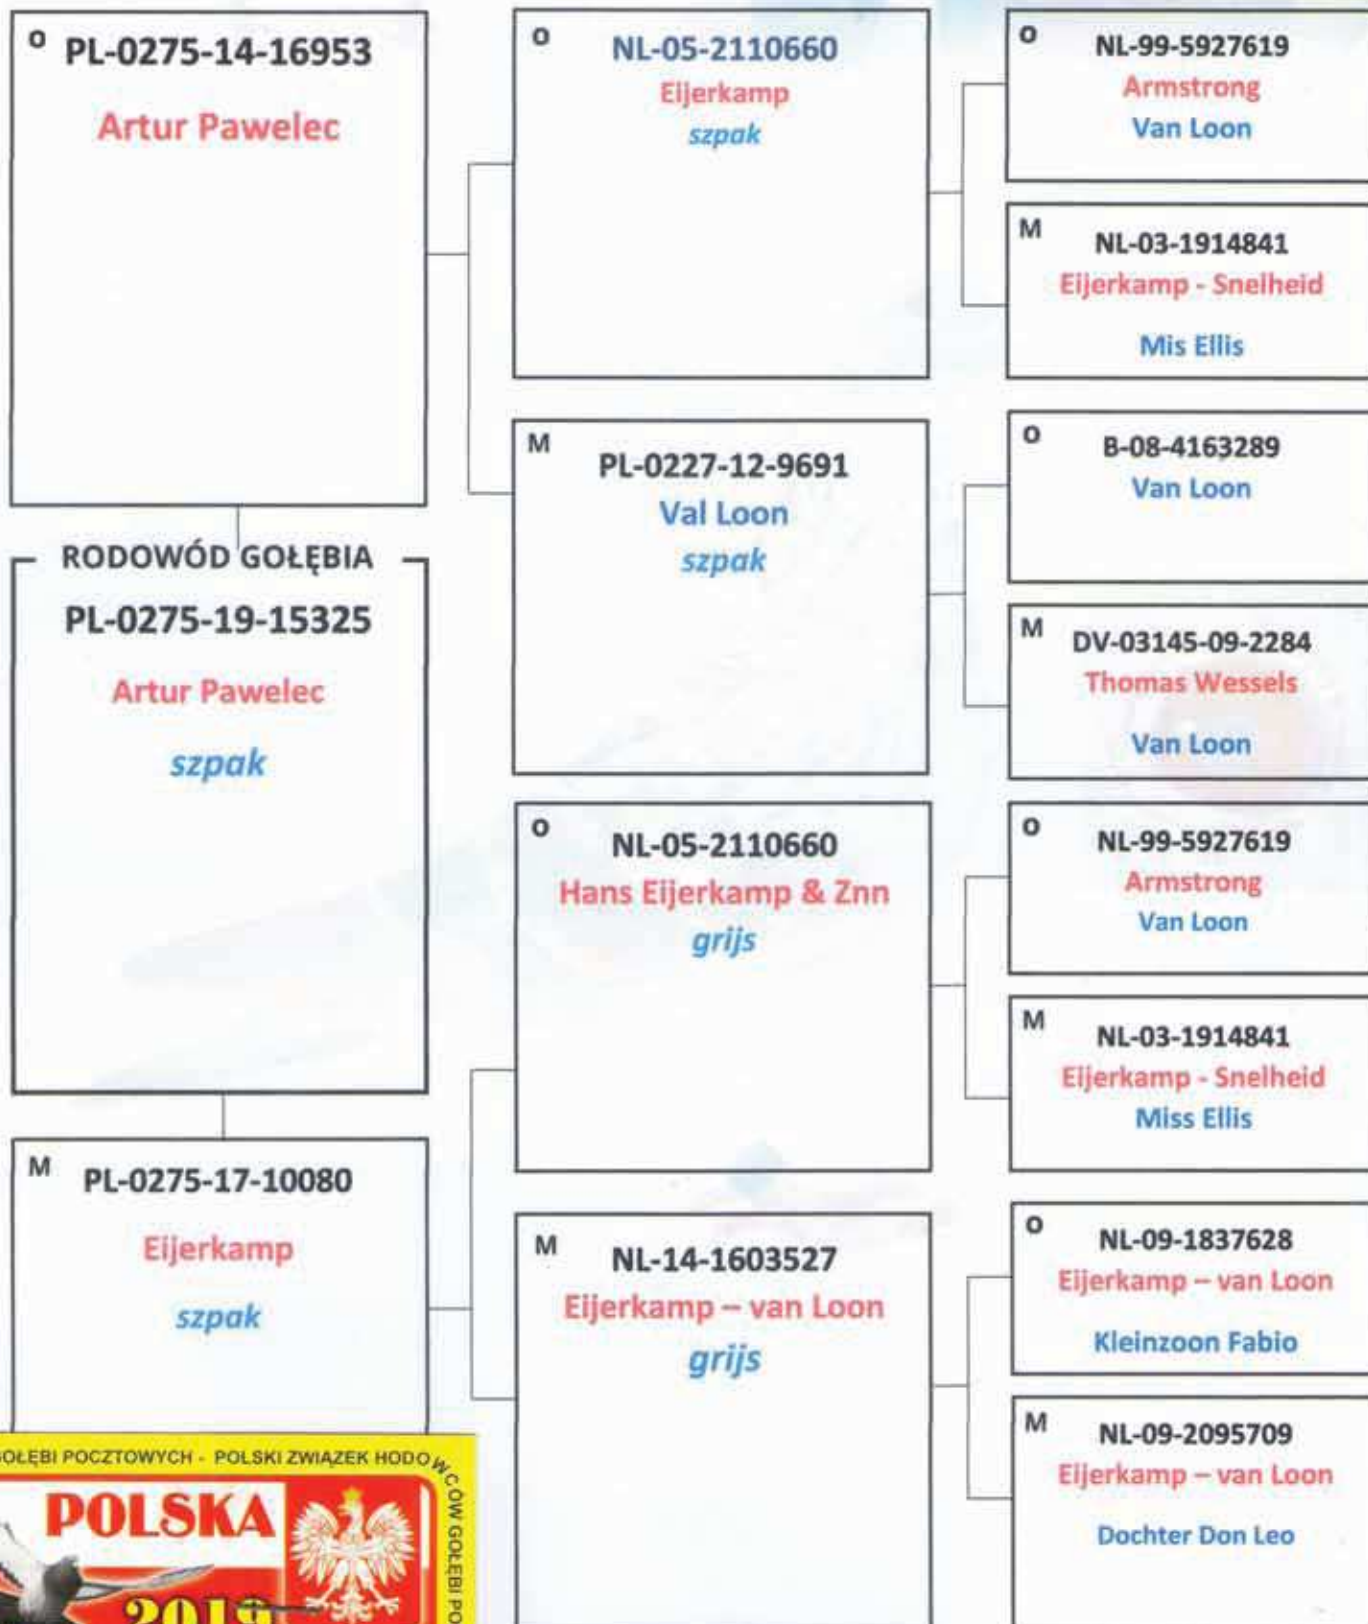 O PL-0275-14-16953
Artur Pawelec
RODOWÓD GOŁĘBIA
PL-0275-19-15325
Artur Pawelec
szpak
M PL-0275-17-10080
Eijerkamp
szpak
O NL-05-2110660
Eijerkamp
szpak
M PL-0227-12-9691
Val Loon
szpak
O NL-05-2110660
Hans Eijerkamp & Znn
grijs
M NL-14-1603527
Eijerkamp – van Loon
grijs
O NL-99-5927619
Armstrong
Van Loon
M NL-03-1914841
Eijerkamp - Snelheid
Mis Ellis
O B-08-4163289
Van Loon
M DV-03145-09-2284
Thomas Wessels
Van Loon
O NL-99-5927619
Armstrong
Van Loon
M NL-03-1914841
Eijerkamp - Snelheid
Miss Ellis
O NL-09-1837628
Eijerkamp – van Loon
Kleinzoon Fabio
M NL-09-2095709
Eijerkamp – van Loon
Dochter Don Leo
GOŁĘBI POCZTOWYCH - POLSKI ZWIĄZEK HODOWCÓW GOŁĘBI PO
POLSKA
2019